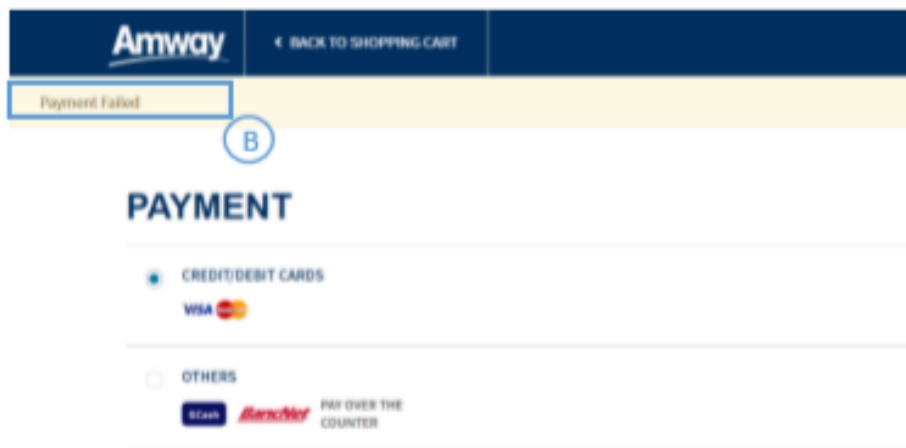 Amway
BACK TO SHOPPING CART
Payment Failed
B
PAYMENT
CREDIT/DEBIT CARDS
VISA
OTHERS
GCash BancNet PAY OVER THE
COUNTER